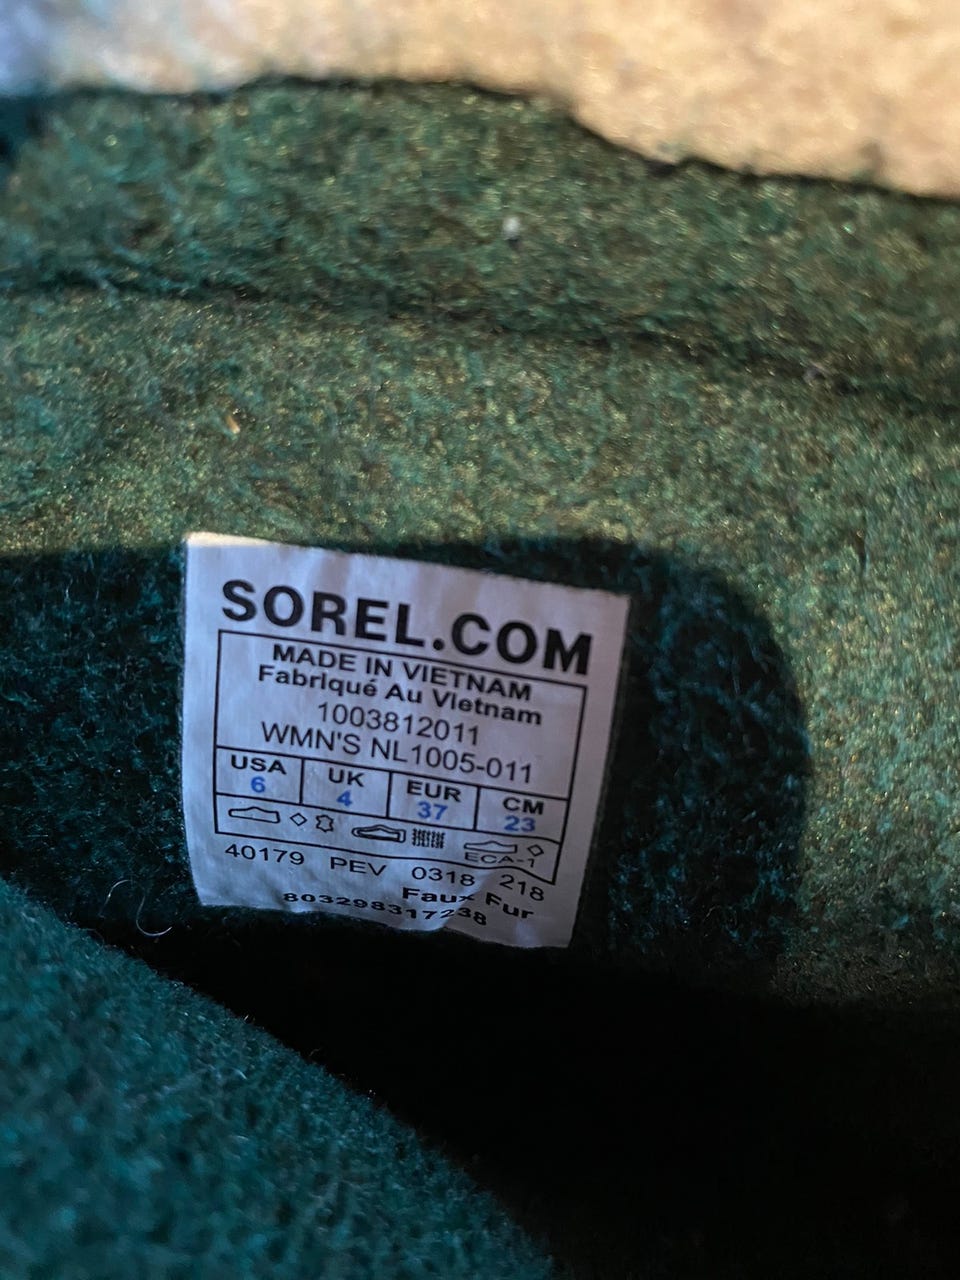 SOREL.COM
MADE IN VIETNAM
Fabriqué Au Vietnam
1003812011
WMN'S NL1005-011
USA UK EUR CM
6 4 37 23
ECA-1
40179 PEV 0318 218
Faux Fur
803298317238